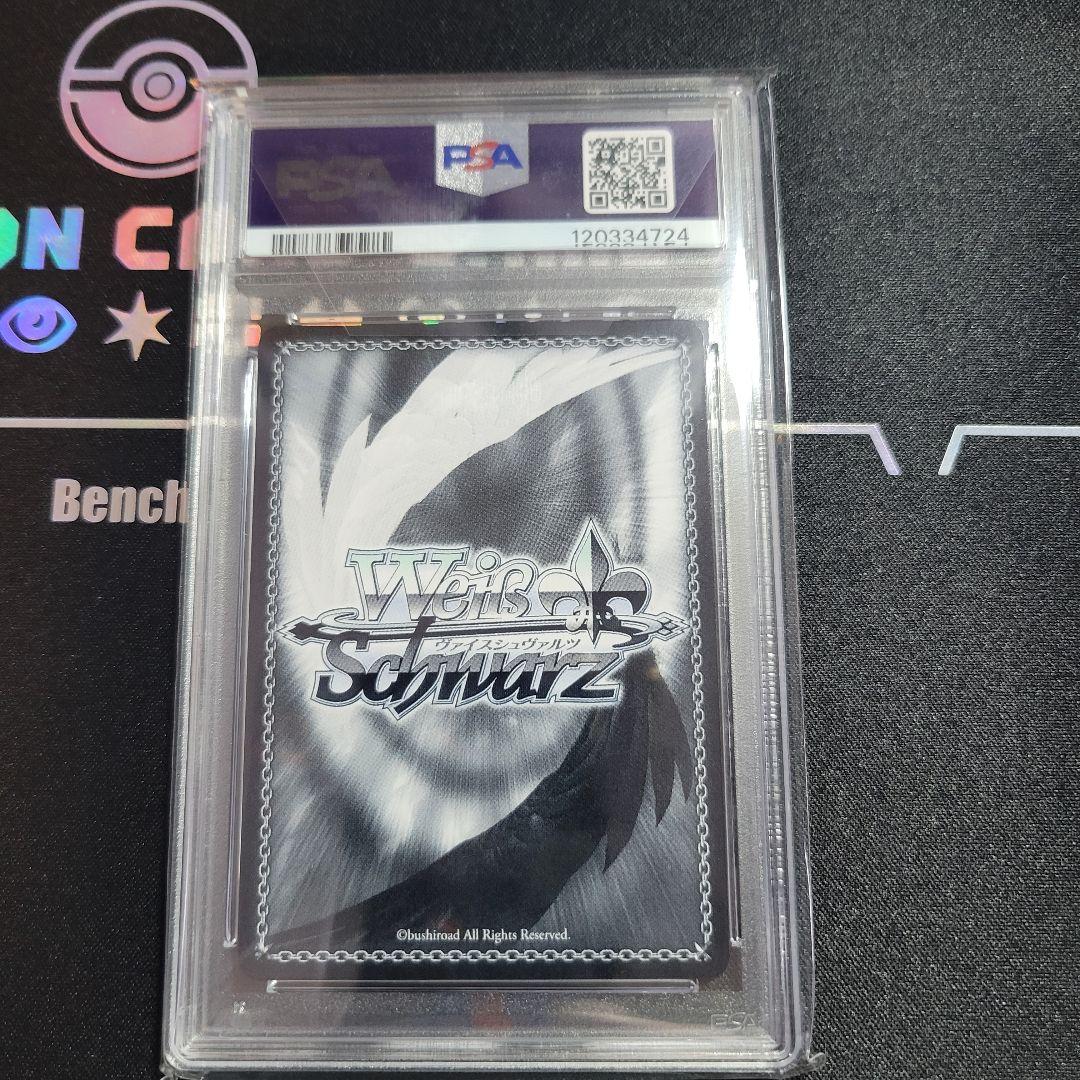 PSA
PSA
120334724
ON C
Bench
Weiß
ヴァイスシュヴァルツ
Schwarz
©bushiroad All Rights Reserved.
PSA